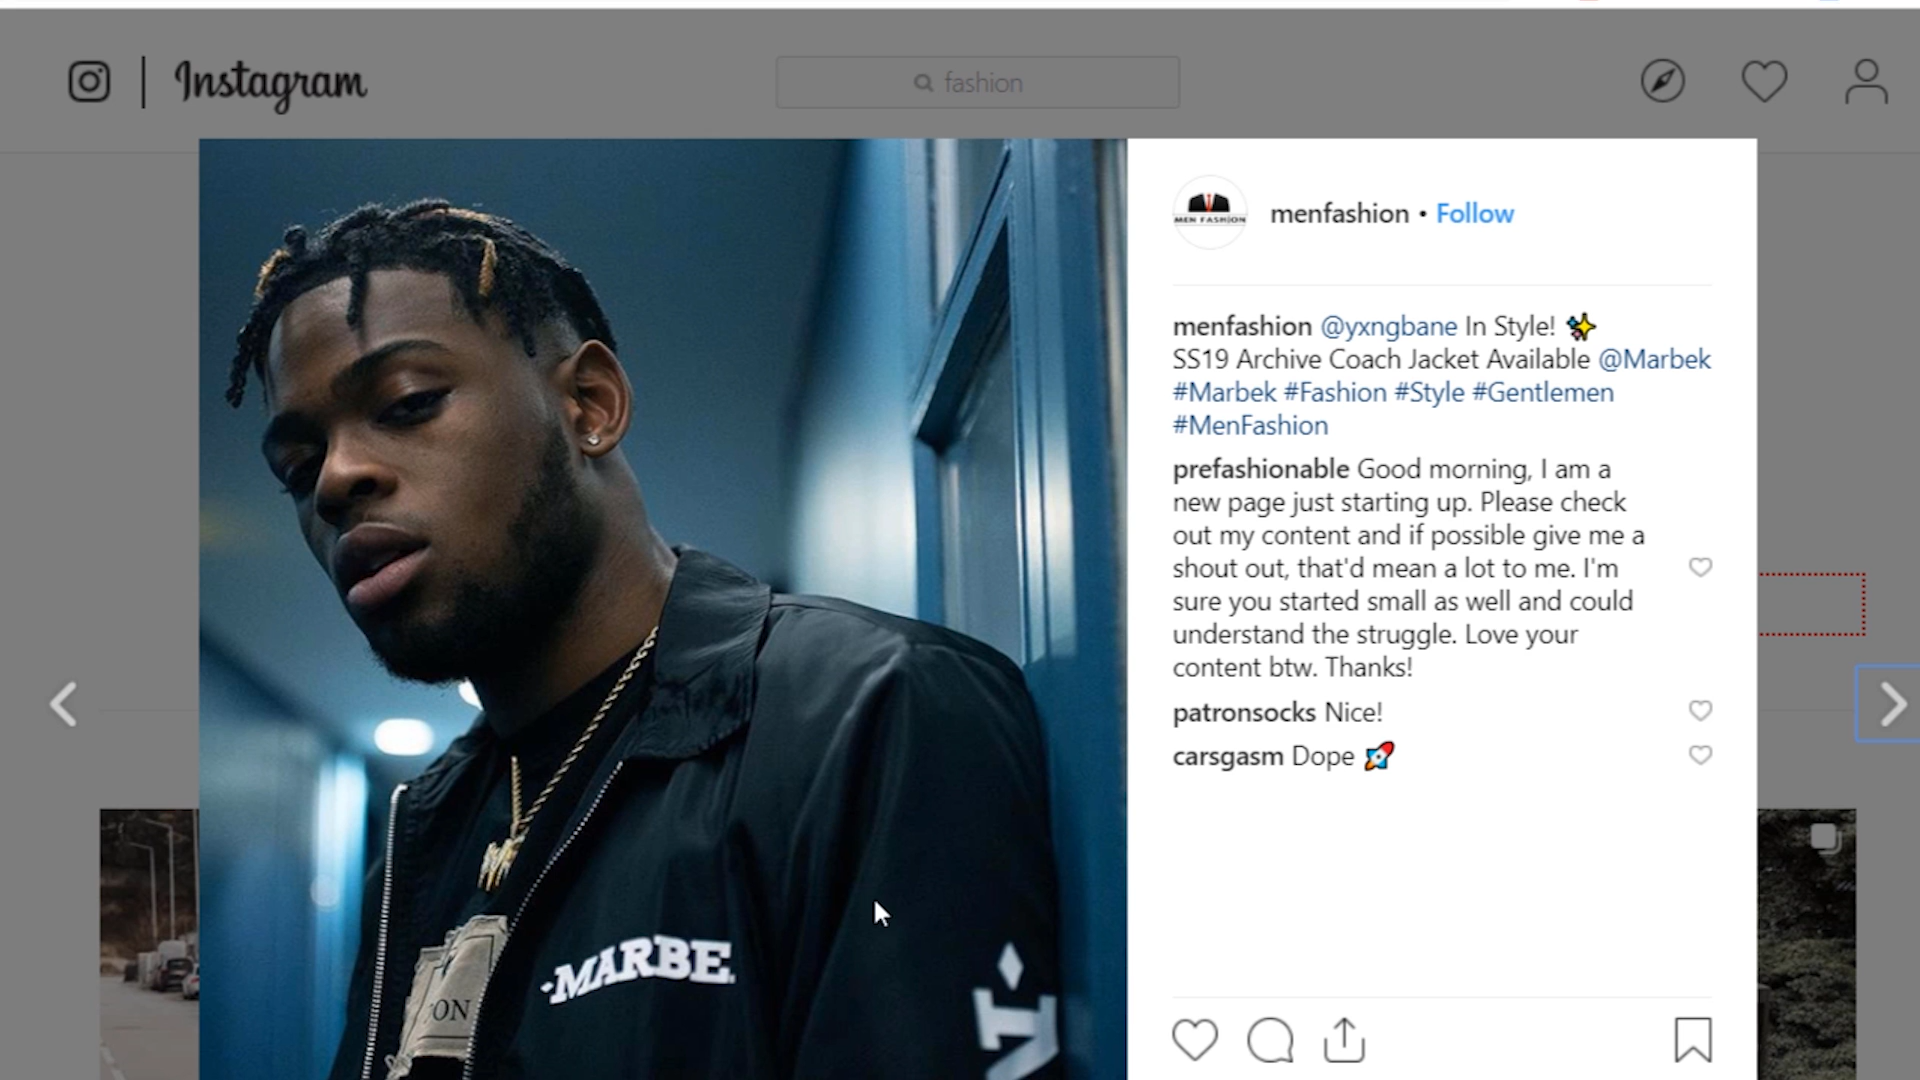 Instagram
fashion
MEN FASHION
menfashion • Follow
menfashion @yxngbane In Style! ✨
SS19 Archive Coach Jacket Available @Marbek
#Marbek #Fashion #Style #Gentlemen
#MenFashion
prefashionable Good morning, I am a
new page just starting up. Please check
out my content and if possible give me a
shout out, that'd mean a lot to me. I'm
sure you started small as well and could
understand the struggle. Love your
content btw. Thanks!
patronsocks Nice!
carsgasm Dope 🚀
MARBE
ON